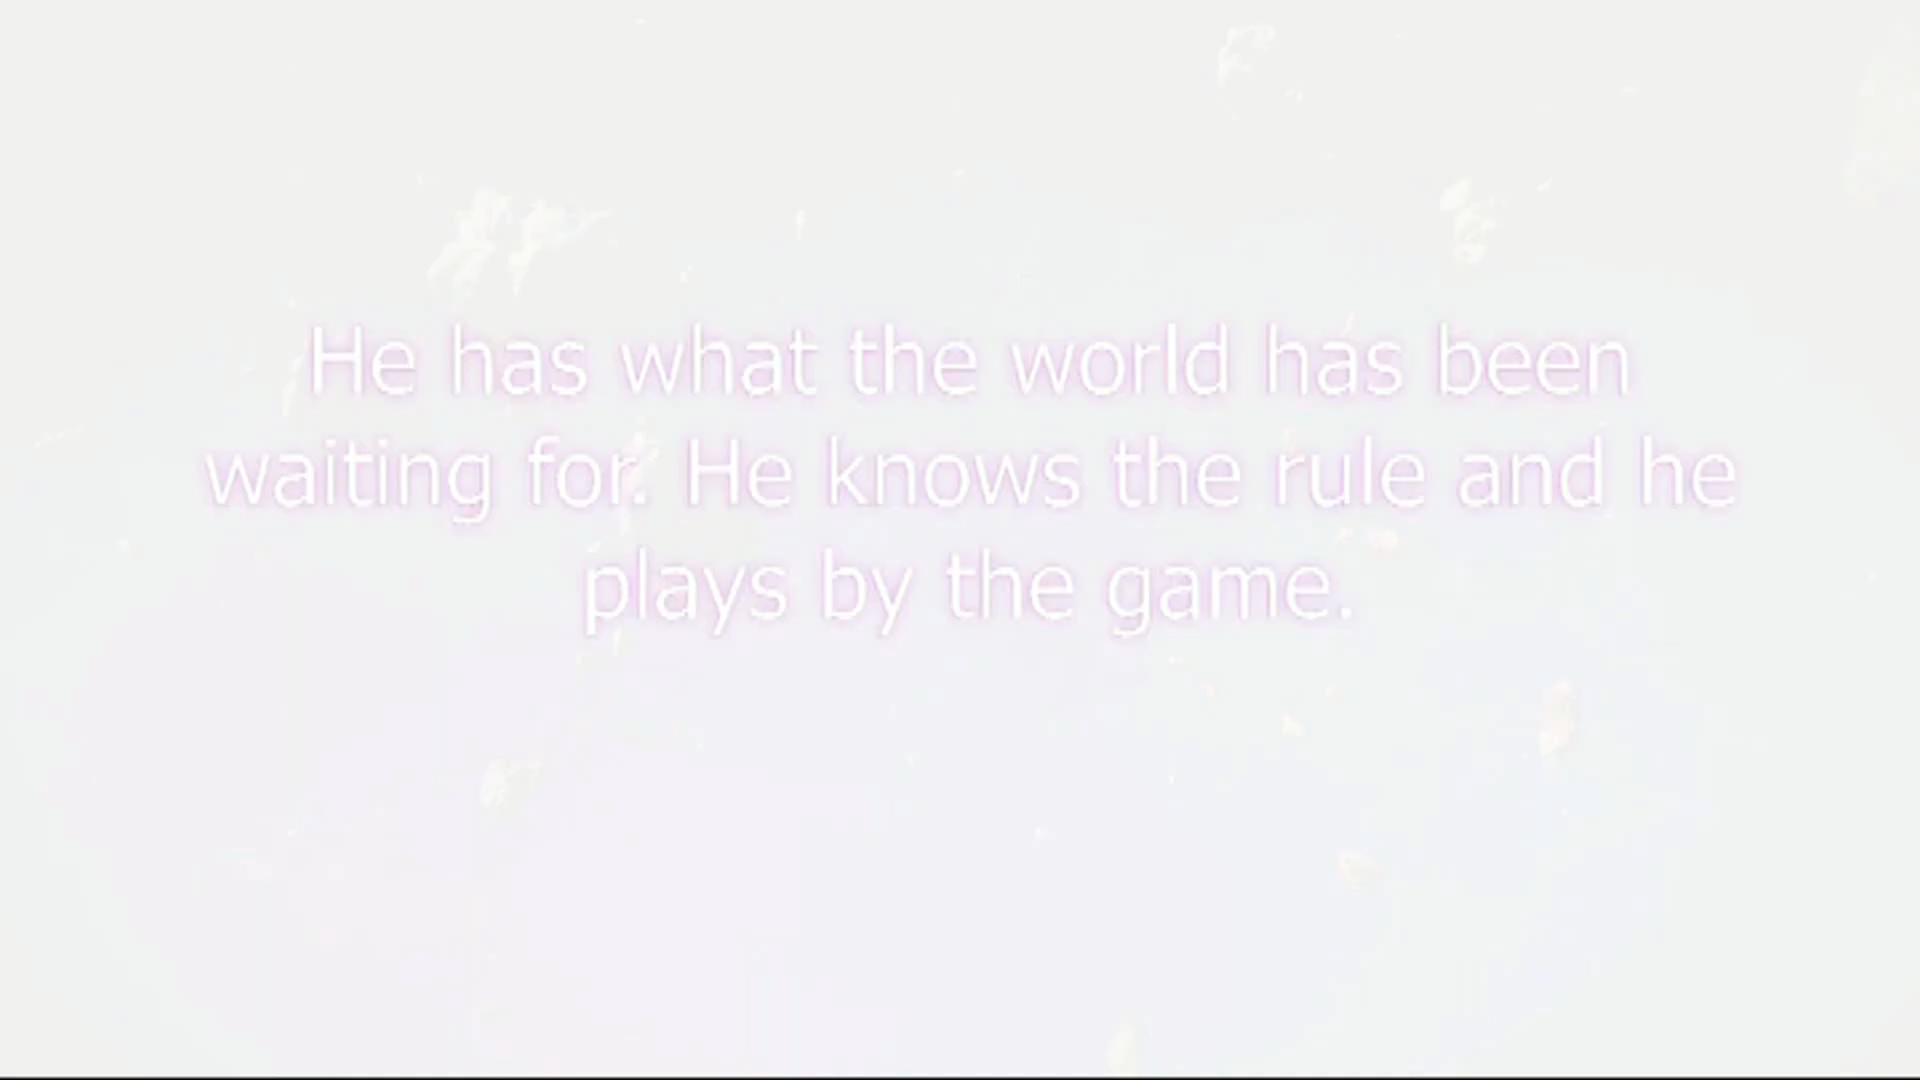 He has what the world has been
waiting for. He knows the rule and he
plays by the game.